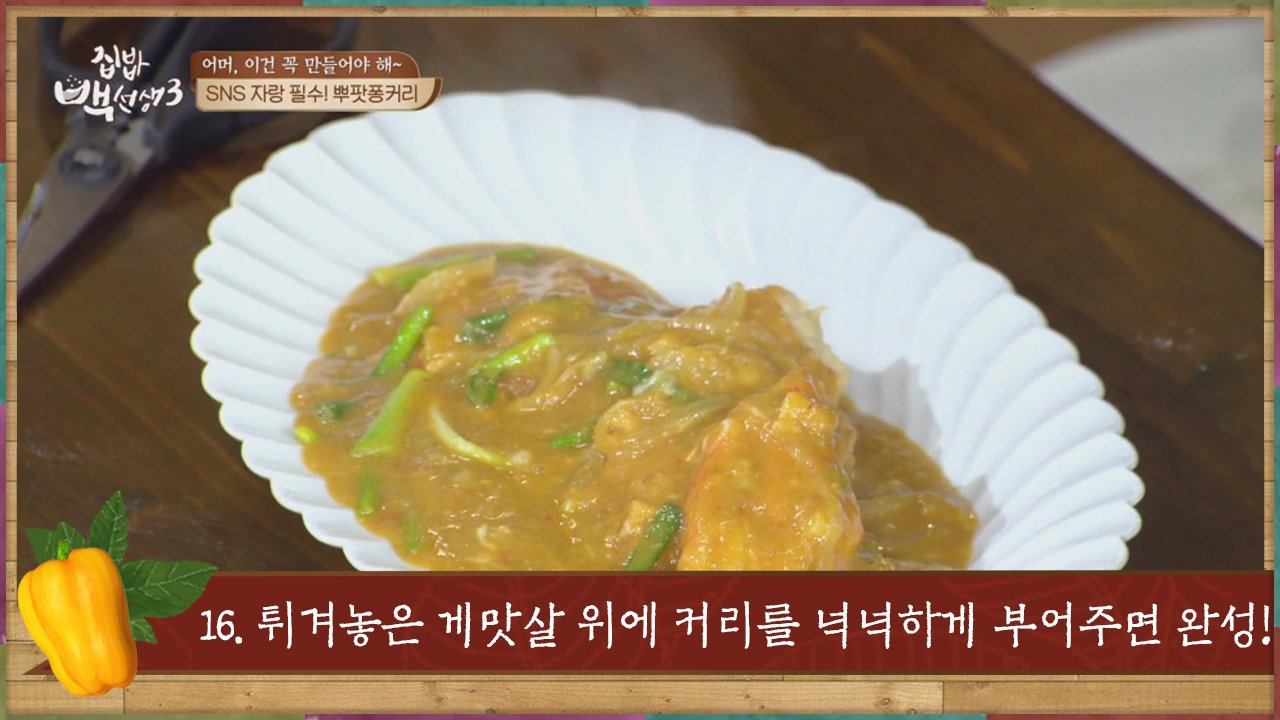 집밥
백선생3
어머, 이건 꼭 만들어야 해~
SNS 자랑 필수! 뿌팟퐁커리
16. 튀겨놓은 게맛살 위에 커리를 넉넉하게 부어주면 완성!